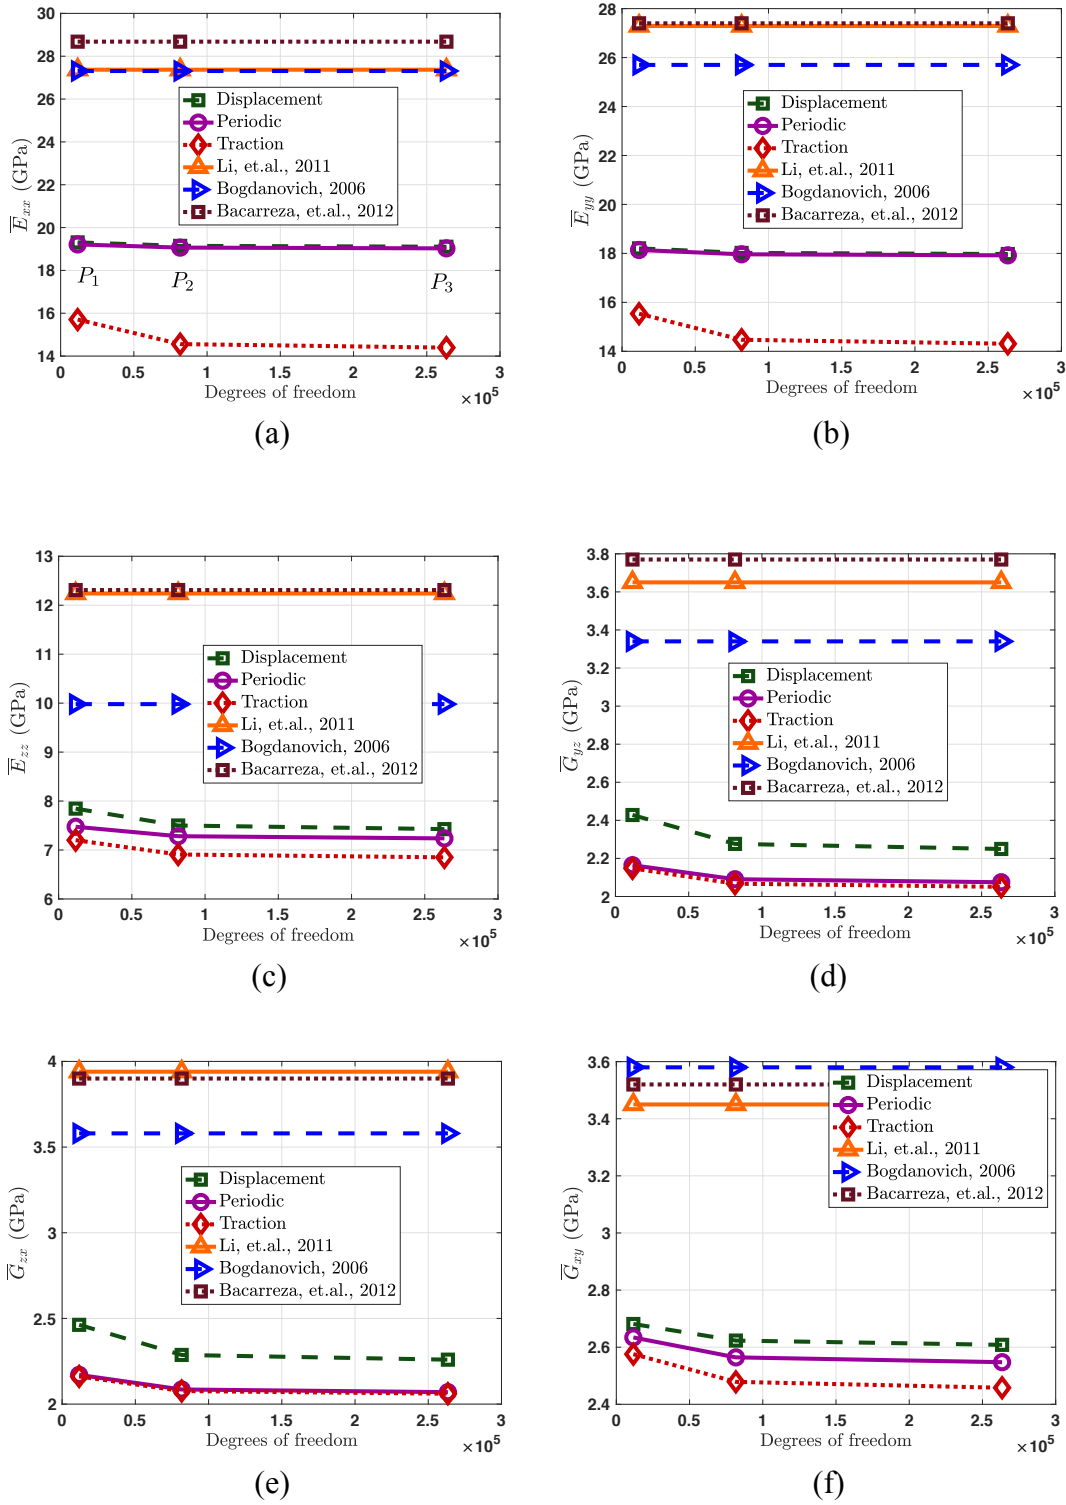 30
28
26
24
22
20
18
16
14
E̅xx (GPa)
Displacement
Periodic
Traction
Li, et.al., 2011
Bogdanovich, 2006
Bacarreza, et.al., 2012
P1
P2
P3
0 0.5 1 1.5 2 2.5 3
Degrees of freedom
×10^5
(a)
28
26
24
22
20
18
16
14
E̅yy (GPa)
Displacement
Periodic
Traction
Li, et.al., 2011
Bogdanovich, 2006
Bacarreza, et.al., 2012
0 0.5 1 1.5 2 2.5 3
Degrees of freedom
×10^5
(b)
13
12
11
10
9
8
7
6
E̅zz (GPa)
Displacement
Periodic
Traction
Li, et.al., 2011
Bogdanovich, 2006
Bacarreza, et.al., 2012
0 0.5 1 1.5 2 2.5 3
Degrees of freedom
×10^5
(c)
3.8
3.6
3.4
3.2
3
2.8
2.6
2.4
2.2
2
G̅yz (GPa)
Displacement
Periodic
Traction
Li, et.al., 2011
Bogdanovich, 2006
Bacarreza, et.al., 2012
0 0.5 1 1.5 2 2.5 3
Degrees of freedom
×10^5
(d)
4
3.5
3
2.5
2
G̅zx (GPa)
Displacement
Periodic
Traction
Li, et.al., 2011
Bogdanovich, 2006
Bacarreza, et.al., 2012
0 0.5 1 1.5 2 2.5 3
Degrees of freedom
×10^5
(e)
3.6
3.4
3.2
3
2.8
2.6
2.4
G̅xy (GPa)
Displacement
Periodic
Traction
Li, et.al., 2011
Bogdanovich, 2006
Bacarreza, et.al., 2012
0 0.5 1 1.5 2 2.5 3
Degrees of freedom
×10^5
(f)